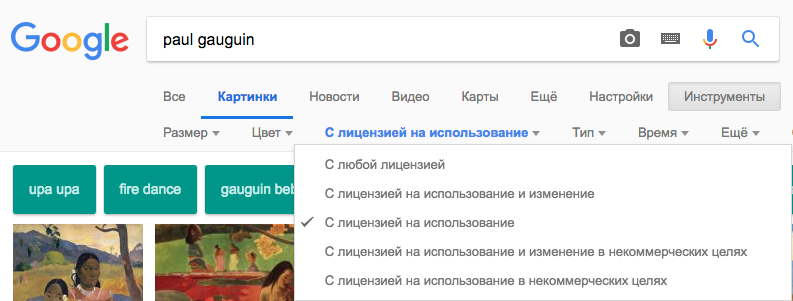 Google
paul gauguin
Все Картинки Новости Видео Карты Ещё Настройки Инструменты
Размер Цвет С лицензией на использование Тип Время Ещё
С любой лицензией
upa upa fire dance gauguin beb
С лицензией на использование и изменение
С лицензией на использование
С лицензией на использование и изменение в некоммерческих целях
С лицензией на использование в некоммерческих целях